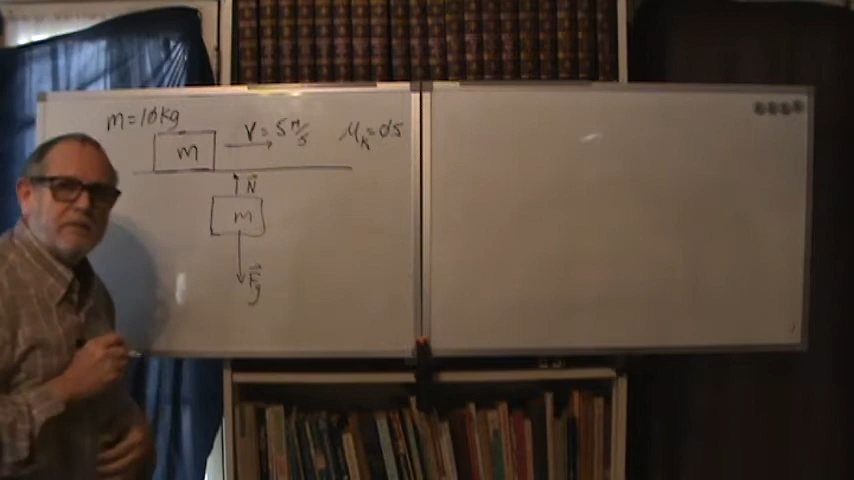 m=10kg
m
V = 5 m/s
μk=0.5
N
m
Fg